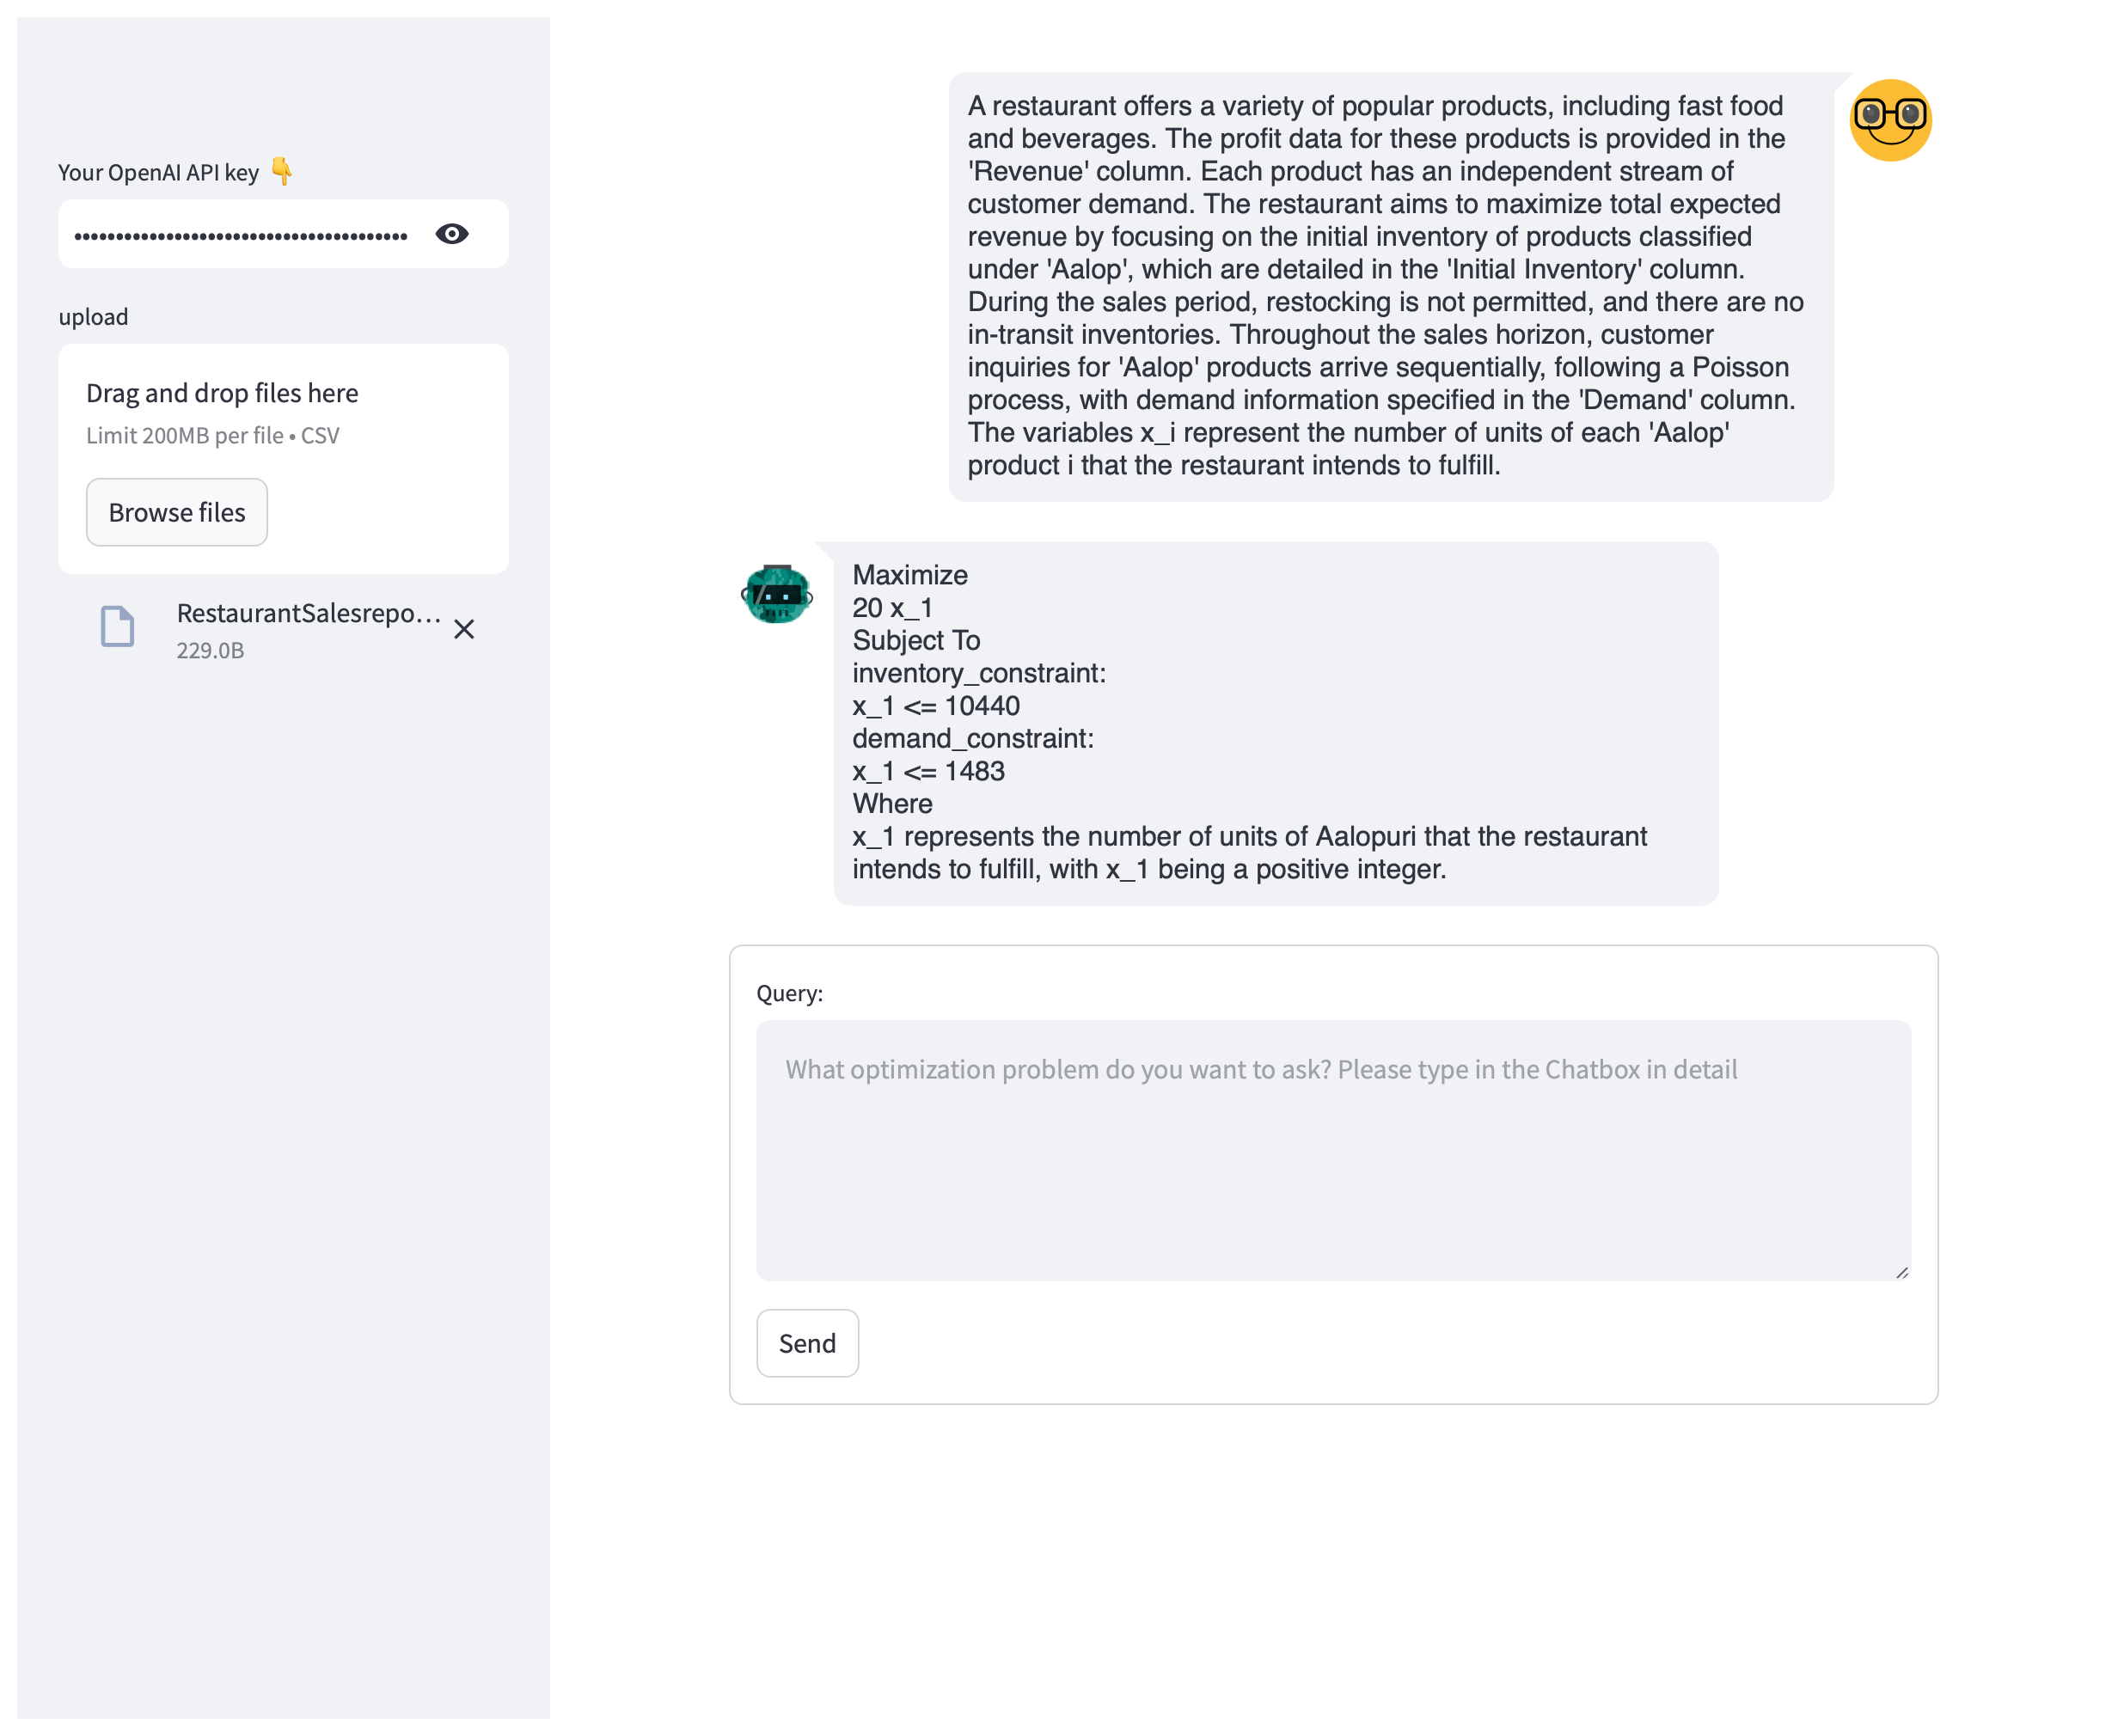 Your OpenAI API key 👇
••••••••••••••••••••••••••••••••••••••••
upload
Drag and drop files here
Limit 200MB per file • CSV
Browse files
RestaurantSalesrepo...
229.0B
A restaurant offers a variety of popular products, including fast food
and beverages. The profit data for these products is provided in the
'Revenue' column. Each product has an independent stream of
customer demand. The restaurant aims to maximize total expected
revenue by focusing on the initial inventory of products classified
under 'Aalop', which are detailed in the 'Initial Inventory' column.
During the sales period, restocking is not permitted, and there are no
in-transit inventories. Throughout the sales horizon, customer
inquiries for 'Aalop' products arrive sequentially, following a Poisson
process, with demand information specified in the 'Demand' column.
The variables x_i represent the number of units of each 'Aalop'
product i that the restaurant intends to fulfill.
Maximize
20 x_1
Subject To
inventory_constraint:
x_1 <= 10440
demand_constraint:
x_1 <= 1483
Where
x_1 represents the number of units of Aalopuri that the restaurant
intends to fulfill, with x_1 being a positive integer.
Query:
What optimization problem do you want to ask? Please type in the Chatbox in detail
Send